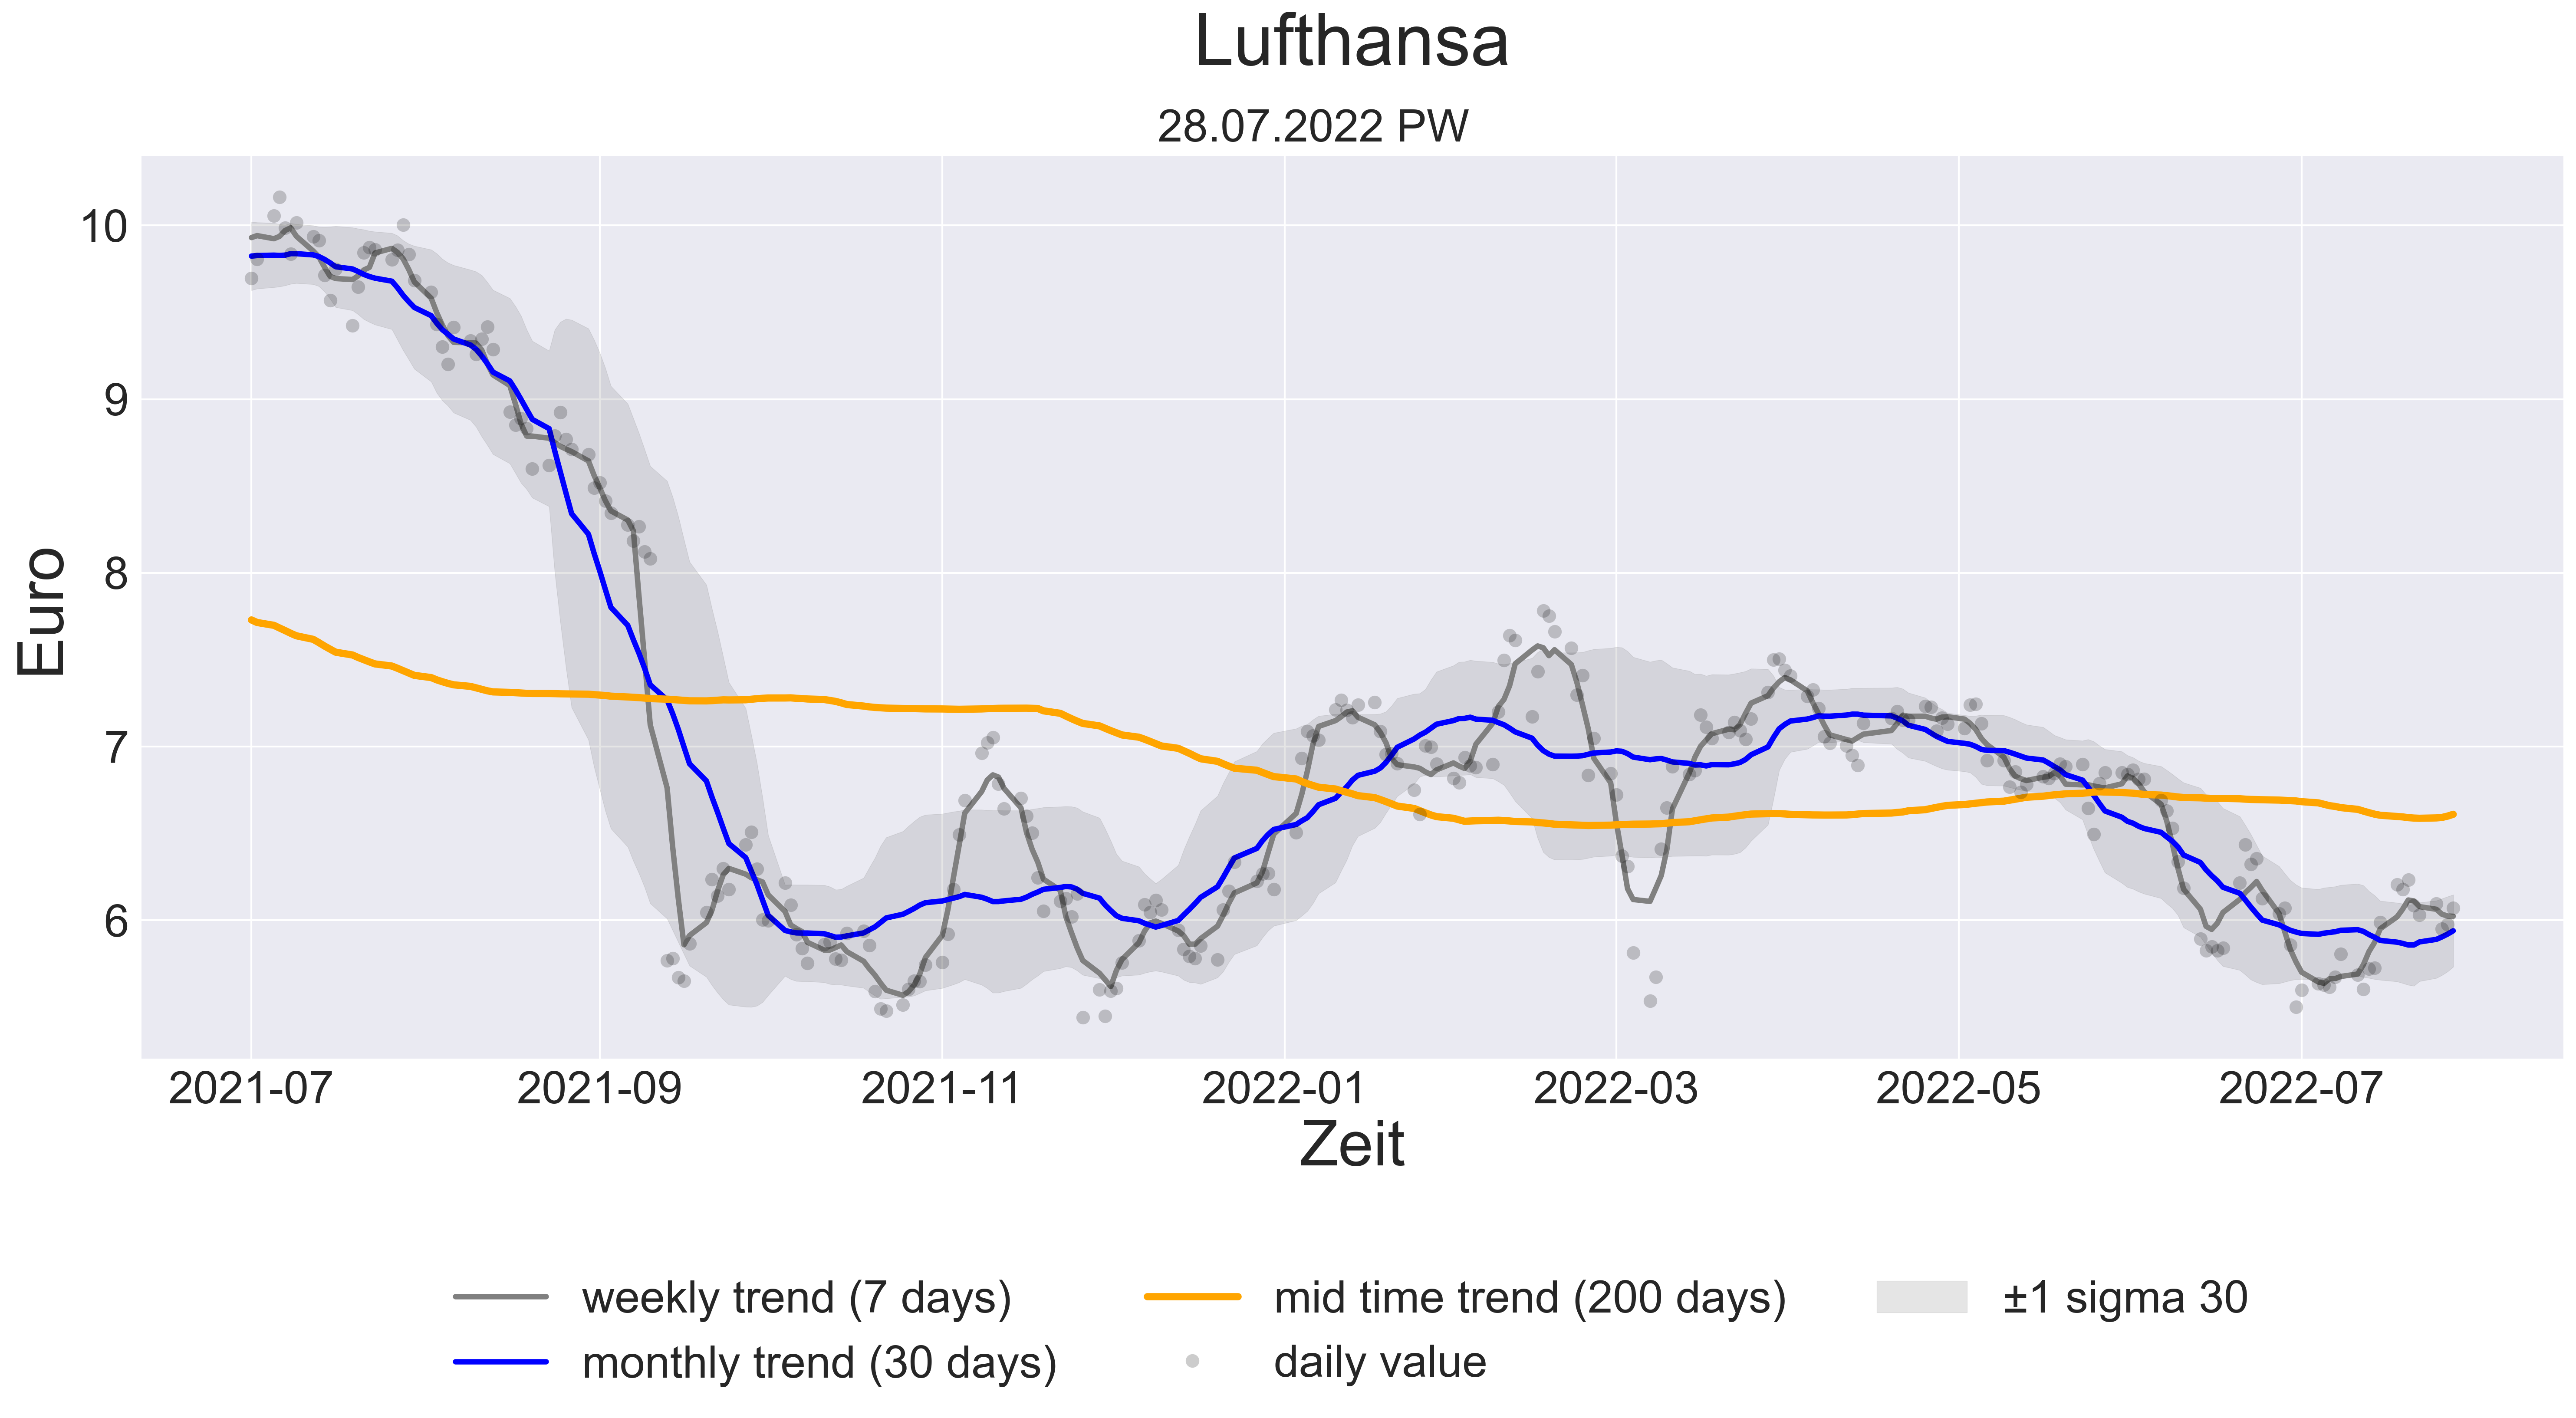 Lufthansa
28.07.2022 PW
Euro
10
9
8
7
6
2021-07 2021-09 2021-11 2022-01 2022-03 2022-05 2022-07
Zeit
weekly trend (7 days) mid time trend (200 days) ±1 sigma 30
monthly trend (30 days) daily value